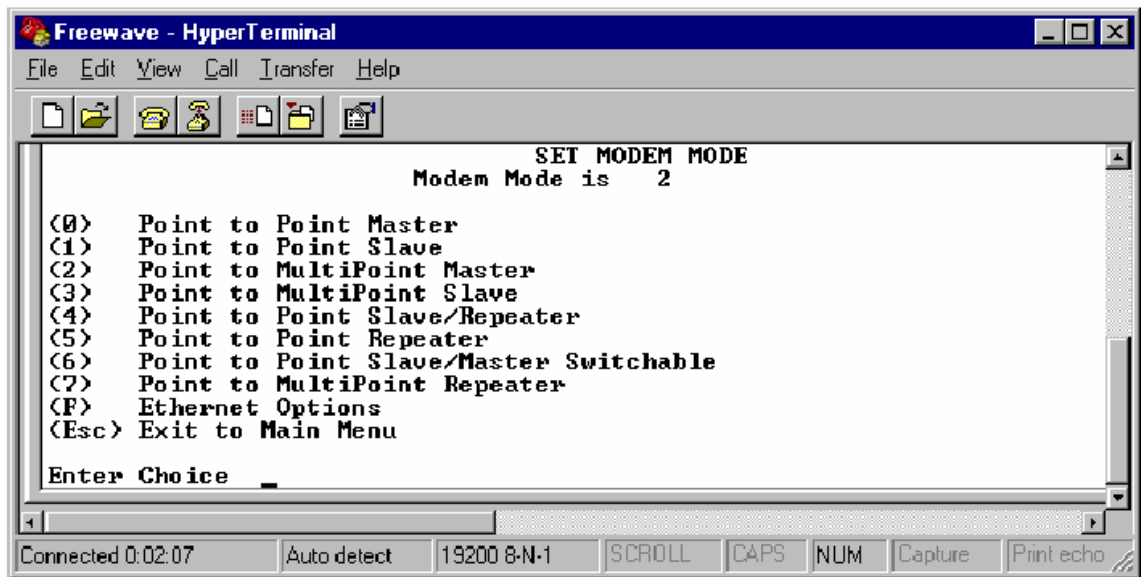 Freewave - HyperTerminal
File Edit View Call Transfer Help
SET MODEM MODE
Modem Mode is 2
(0) Point to Point Master
(1) Point to Point Slave
(2) Point to MultiPoint Master
(3) Point to MultiPoint Slave
(4) Point to Point Slave/Repeater
(5) Point to Point Repeater
(6) Point to Point Slave/Master Switchable
(7) Point to MultiPoint Repeater
(F) Ethernet Options
(Esc) Exit to Main Menu
Enter Choice _
Connected 0:02:07 Auto detect 19200 8-N-1 SCROLL CAPS NUM Capture Print echo